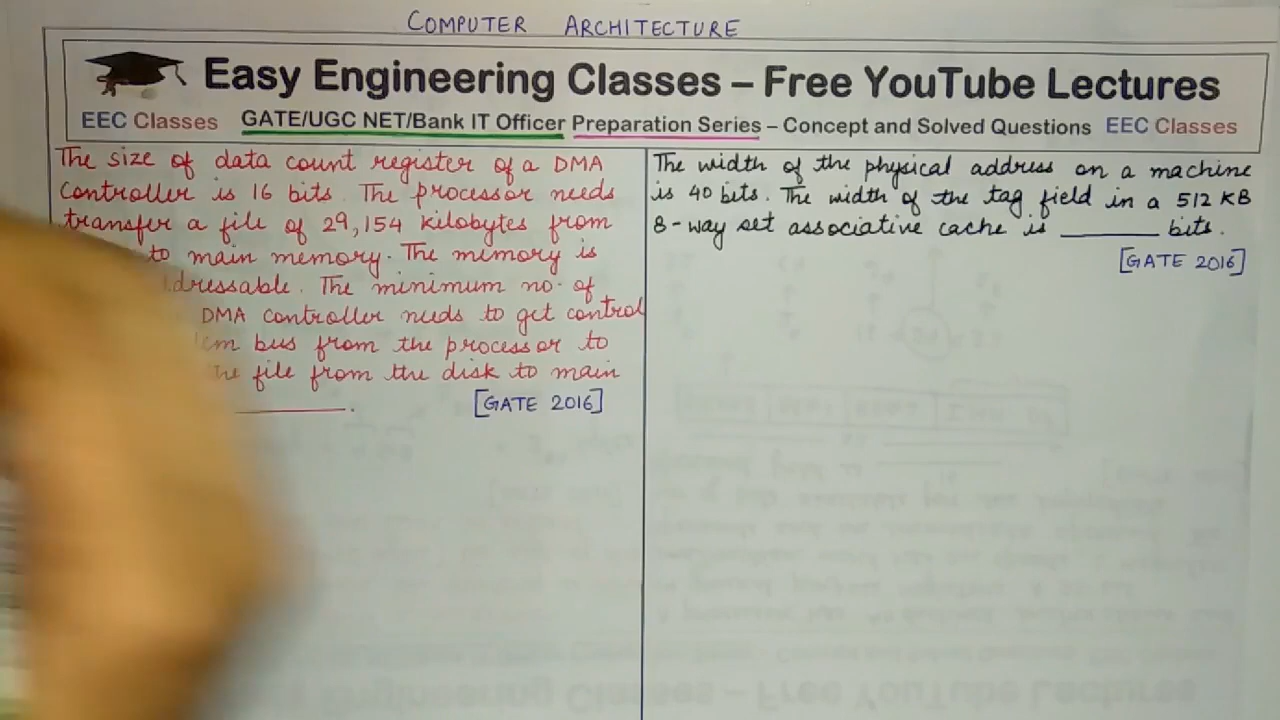 COMPUTER ARCHITECTURE
Easy Engineering Classes – Free YouTube Lectures
EEC Classes GATE/UGC NET/Bank IT Officer Preparation Series – Concept and Solved Questions EEC Classes
The size of data count register of a DMA
Controller is 16 bits. The processor needs
transfer a file of 29,154 kilobytes from
to main memory. The mimory is
dressable. The minimum no. of
DMA controller needs to get control
bus from the processor to
file from the disk to main
[GATE 2016]
The width of the physical address on a machine
is 40 bits. The width of the tag field in a 512 KB
8-way set associative cache is ______ bits.
[GATE 2016]